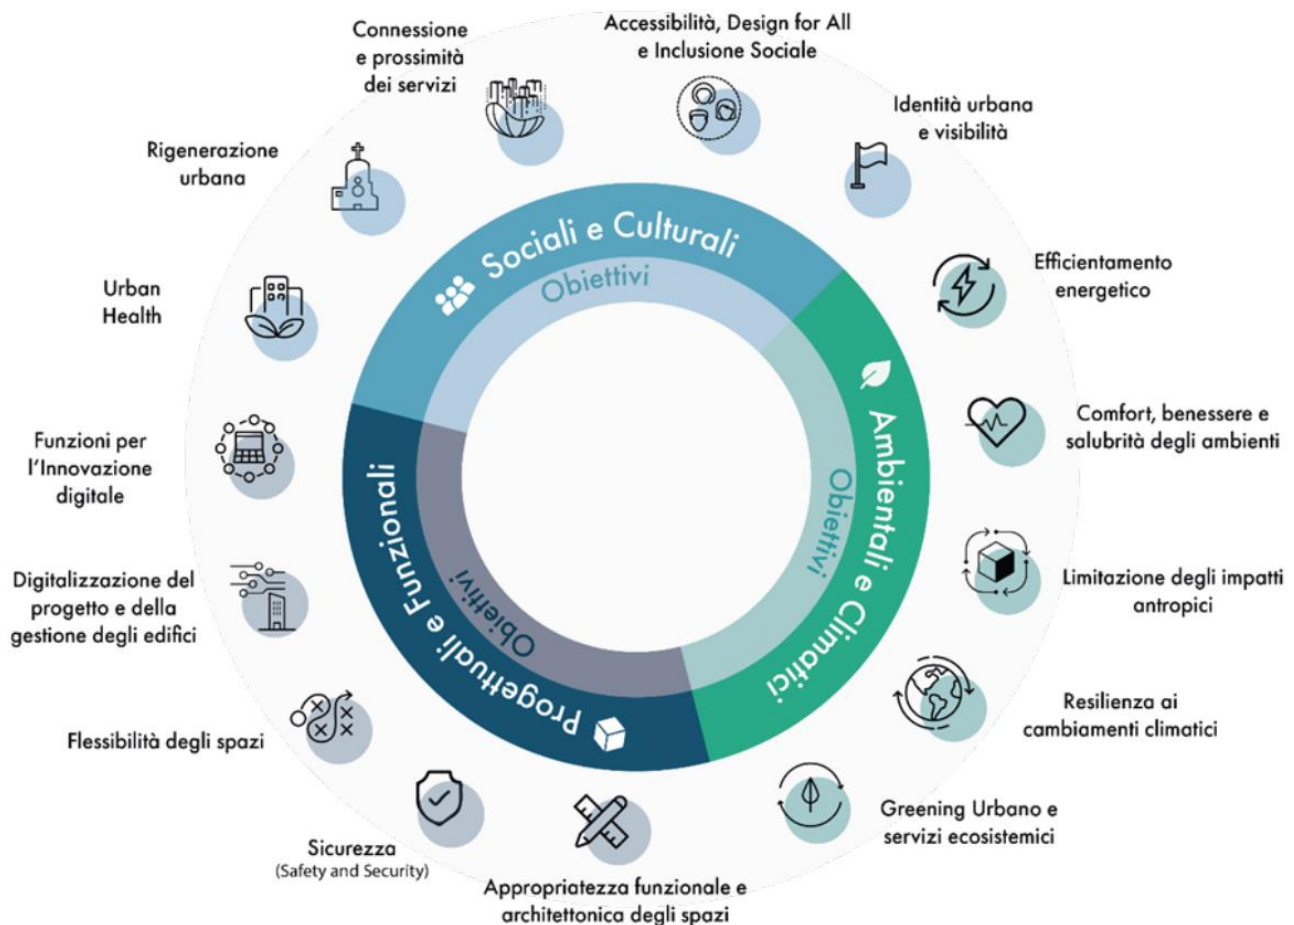 Connessione
e prossimità
dei servizi
Accessibilità, Design for All
e Inclusione Sociale
Identità urbana
e visibilità
Rigenerazione
urbana
Urban
Health
Efficientamento
energetico
Comfort, benessere e
salubrità degli ambienti
Limitazione degli impatti
antropici
Resilienza ai
cambiamenti climatici
Greening Urbano e
servizi ecosistemici
Appropriatezza funzionale e
architettonica degli spazi
Sicurezza
(Safety and Security)
Flessibilità degli spazi
Digitalizzazione del
progetto e della
gestione degli edifici
Funzioni per
l'Innovazione
digitale
Sociali e Culturali
Obiettivi
Ambientali e Climatici
Obiettivi
Progettuali e Funzionali
Obiettivi